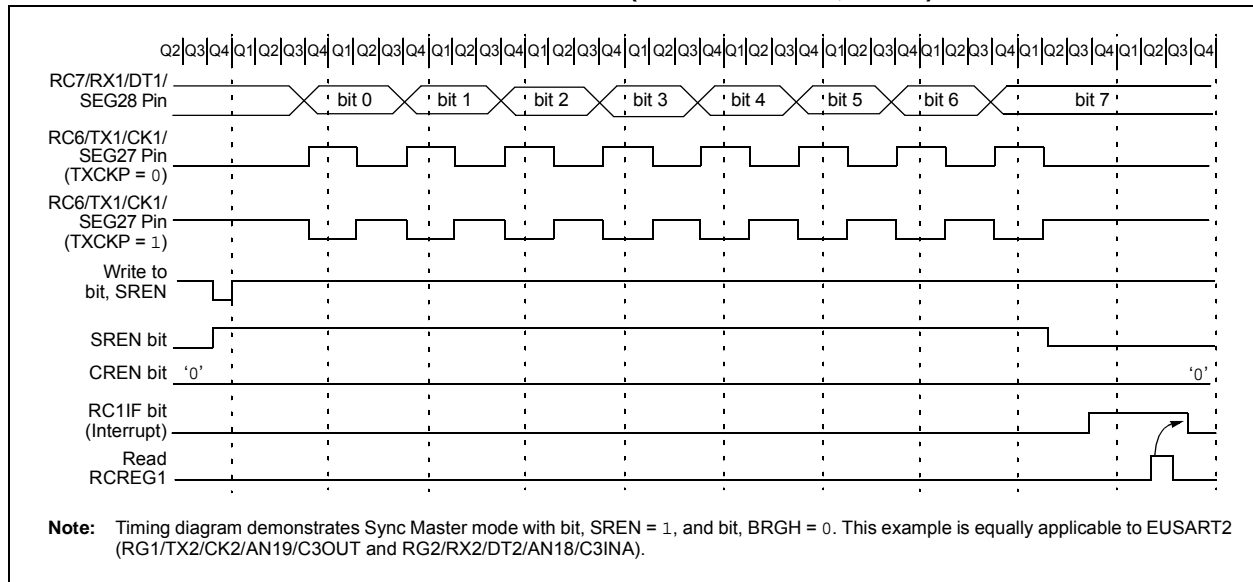 Q2|Q3|Q4|Q1|Q2|Q3|Q4|Q1|Q2|Q3|Q4|Q1|Q2|Q3|Q4|Q1|Q2|Q3|Q4|Q1|Q2|Q3|Q4|Q1|Q2|Q3|Q4|Q1|Q2|Q3|Q4|Q1|Q2|Q3|Q4|Q1|Q2|Q3|Q4|Q1|Q2|Q3|Q4
RC7/RX1/DT1/
SEG28 Pin
bit 0 bit 1 bit 2 bit 3 bit 4 bit 5 bit 6 bit 7
RC6/TX1/CK1/
SEG27 Pin
(TXCKP = 0)
RC6/TX1/CK1/
SEG27 Pin
(TXCKP = 1)
Write to
bit, SREN
SREN bit
CREN bit '0' '0'
RC1IF bit
(Interrupt)
Read
RCREG1
Note: Timing diagram demonstrates Sync Master mode with bit, SREN = 1, and bit, BRGH = 0. This example is equally applicable to EUSART2
(RG1/TX2/CK2/AN19/C3OUT and RG2/RX2/DT2/AN18/C3INA).